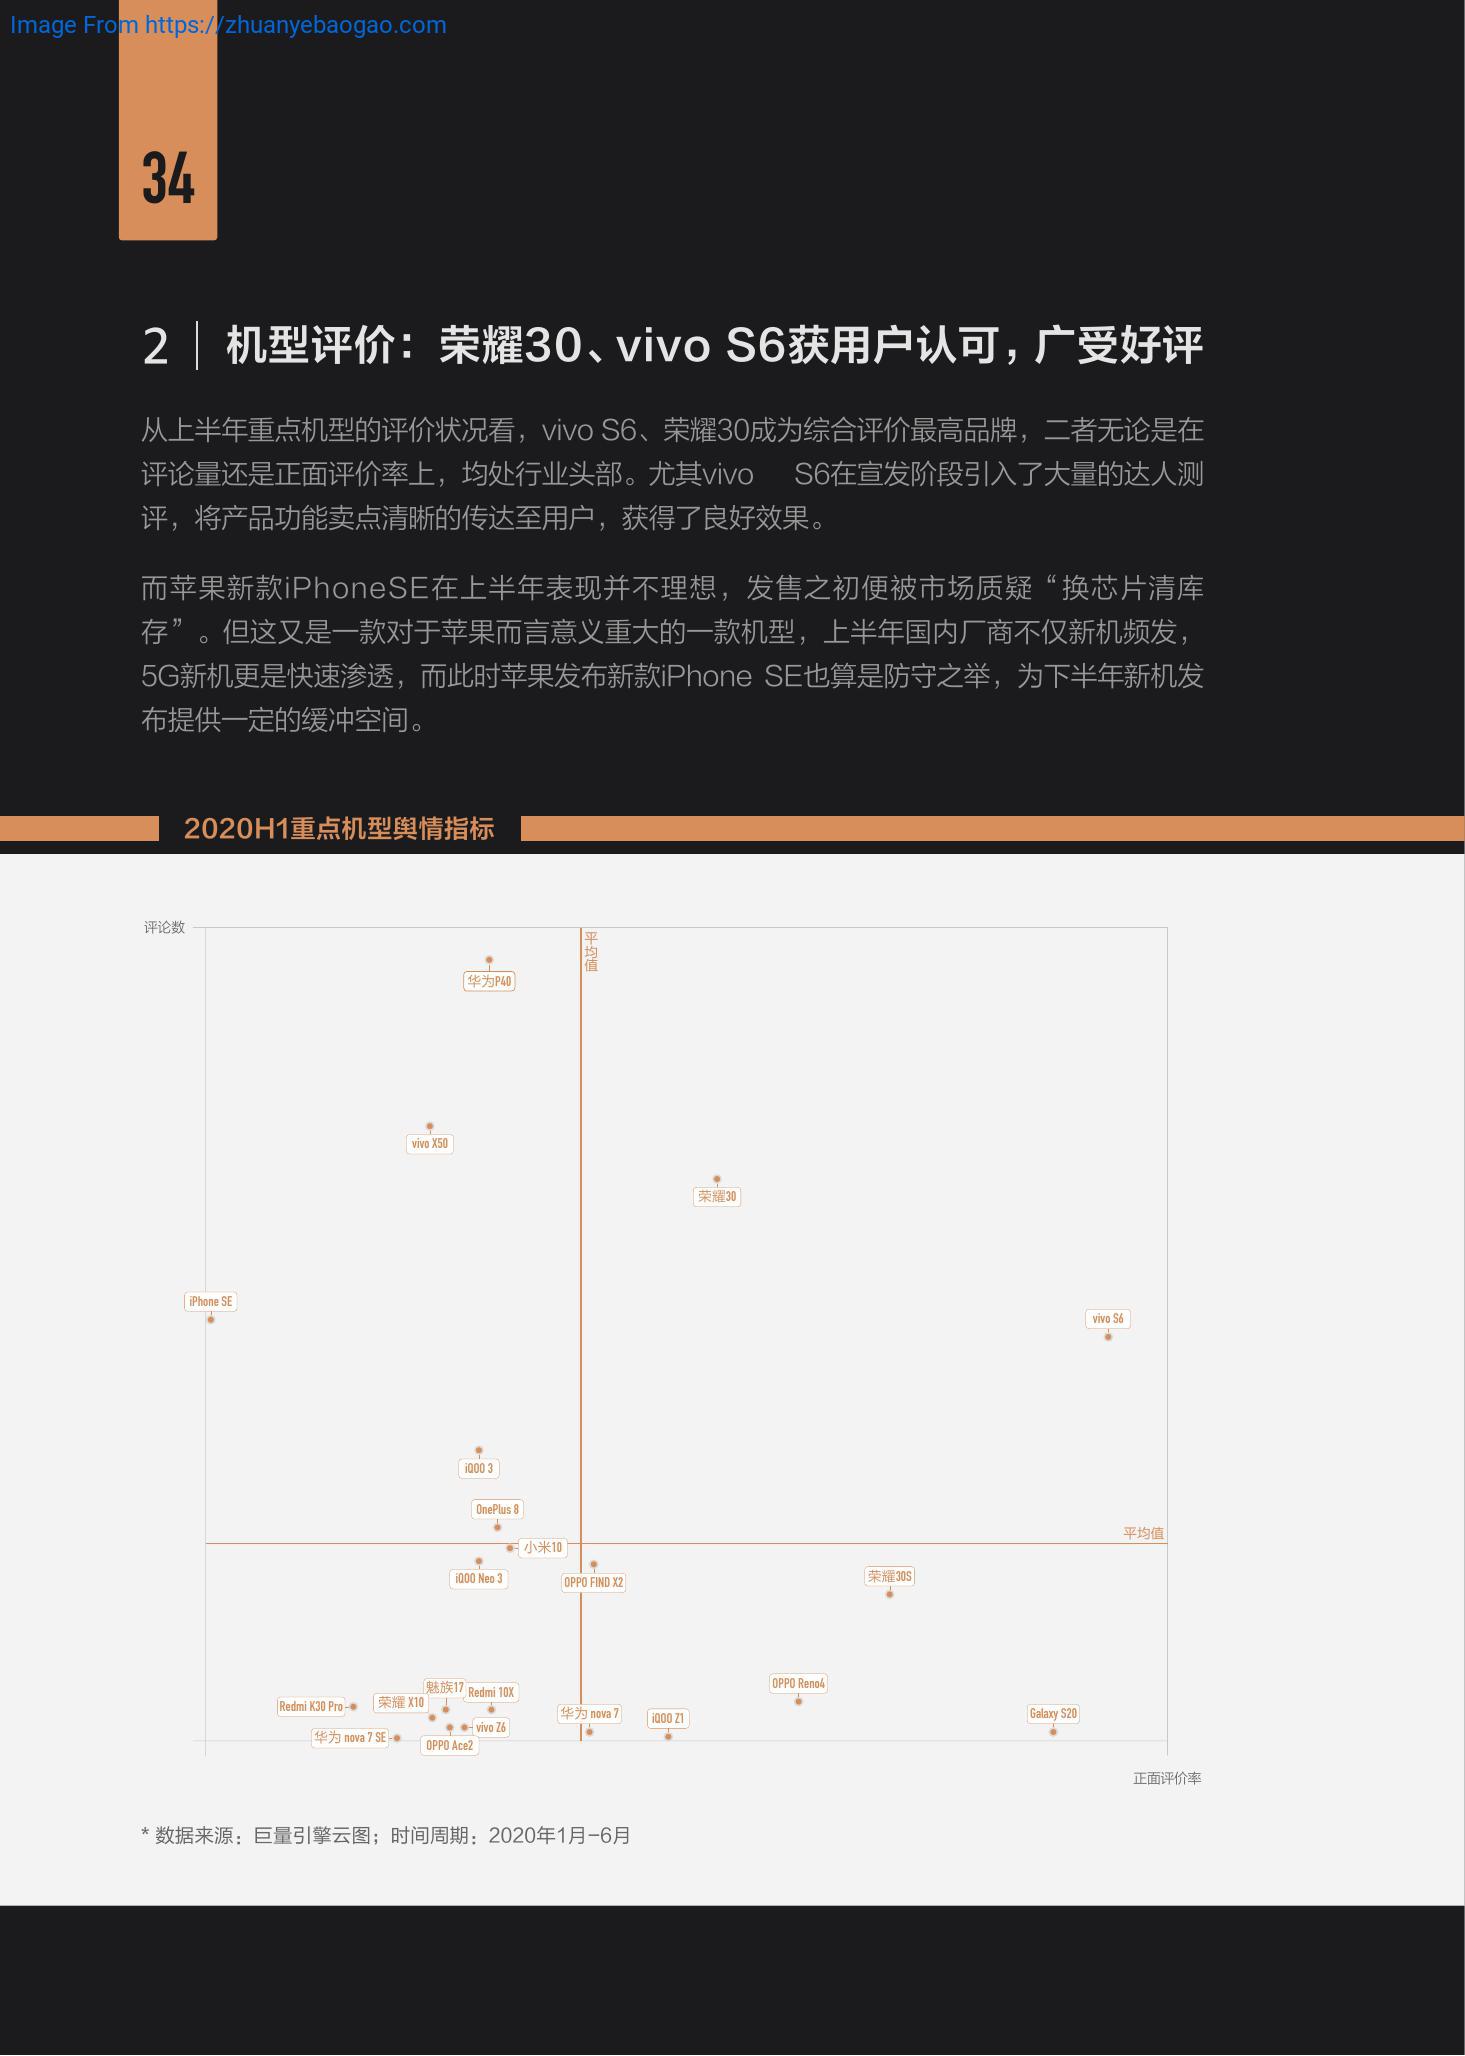 Image From https://zhuanyebaogao.com
34
2 机型评价：荣耀30、vivo S6获用户认可，广受好评
从上半年重点机型的评价状况看，vivo S6、荣耀30成为综合评价最高品牌，二者无论是在
评论量还是正面评价率上，均处行业头部。尤其vivo S6在宣发阶段引入了大量的达人测
评，将产品功能卖点清晰的传达至用户，获得了良好效果。
而苹果新款iPhoneSE在上半年表现并不理想，发售之初便被市场质疑“换芯片清库
存”。但这又是一款对于苹果而言意义重大的一款机型，上半年国内厂商不仅新机频发，
5G新机更是快速渗透，而此时苹果发布新款iPhone SE也算是防守之举，为下半年新机发
布提供一定的缓冲空间。
2020H1重点机型舆情指标
评论数
平均值
华为P40
vivo X50
荣耀30
iPhone SE
vivo S6
iQOO 3
OnePlus 8
平均值
小米10
iQOO Neo 3
OPPO FIND X2
荣耀30S
OPPO Reno4
魅族17
Redmi 10X
荣耀 X10
Redmi K30 Pro
华为 nova 7
iQOO Z1
Galaxy S20
vivo Z6
华为 nova 7 SE
OPPO Ace2
正面评价率
* 数据来源：巨量引擎云图；时间周期：2020年1月-6月